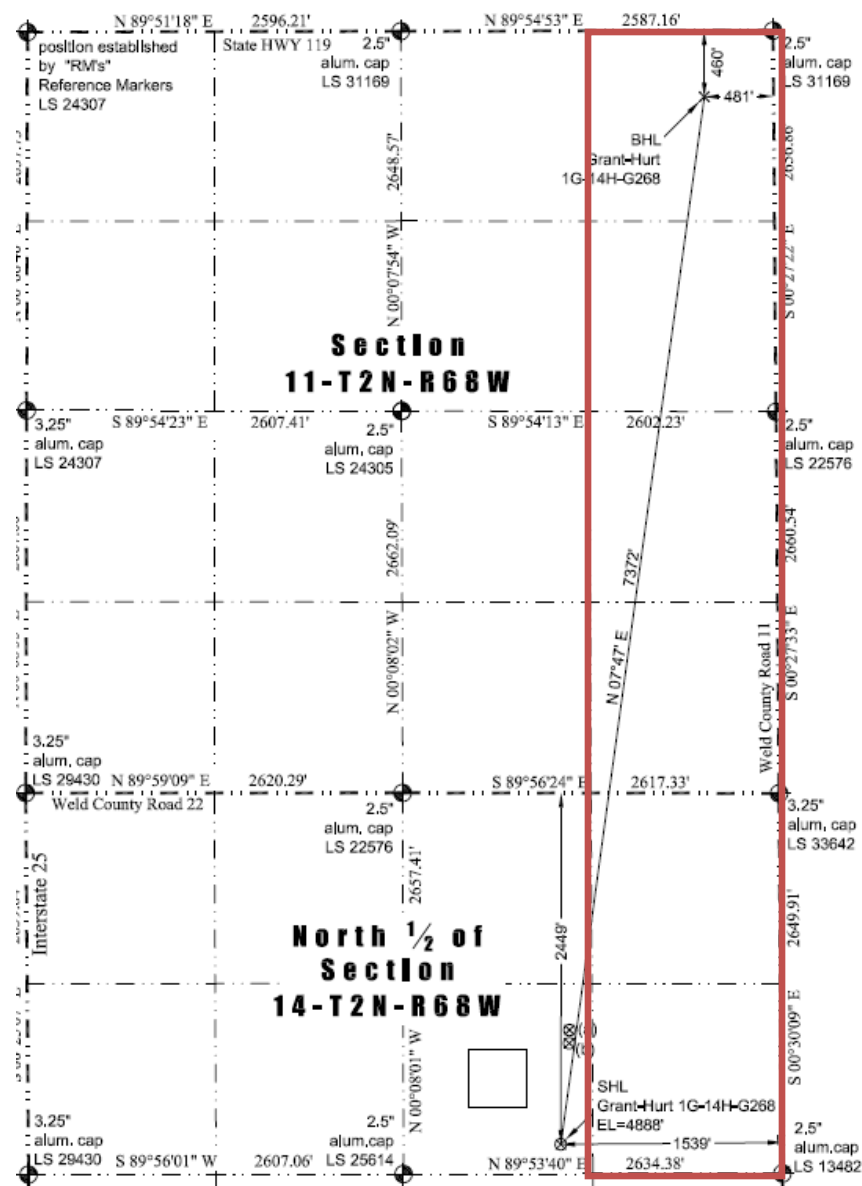 N 89°51'18" E 2596.21'
N 89°54'53" E 2587.16'
position established
by "RM's"
Reference Markers
LS 24307
State HWY 119
2.5"
alum. cap
LS 31169
2.5"
alum. cap
LS 31169
460'
481'
BHL
Grant-Hurt
1G-14H-G268
2648.57'
N 00°07'54" W
S 00°27'22" E
Section
11-T2N-R68W
S 89°54'23" E 2607.41'
S 89°54'13" E 2602.23'
3.25"
alum. cap
LS 24307
2.5"
alum. cap
LS 24305
2.5"
alum. cap
LS 22576
2662.09'
2660.54'
7372'
N 07°47' E
N 00°08'02" W
S 00°27'33" E
Weld County Road 11
3.25"
alum. cap
LS 29430
N 89°59'09" E 2620.29'
S 89°56'24" E 2617.33'
Weld County Road 22
2.5"
alum. cap
LS 22576
3.25"
alum. cap
LS 33642
Interstate 25
2657.41'
2449'
2649.91'
North ½ of
Section
14-T2N-R68W
(b)
N 00°08'01" W
S 00°30'09" E
SHL
Grant-Hurt 1G-14H-G268
EL=4888'
1539'
3.25"
alum. cap
LS 29430
2.5"
alum.cap
LS 25614
2.5"
alum.cap
LS 13482
S 89°56'01" W 2607.06'
N 89°53'40" E 2634.38'